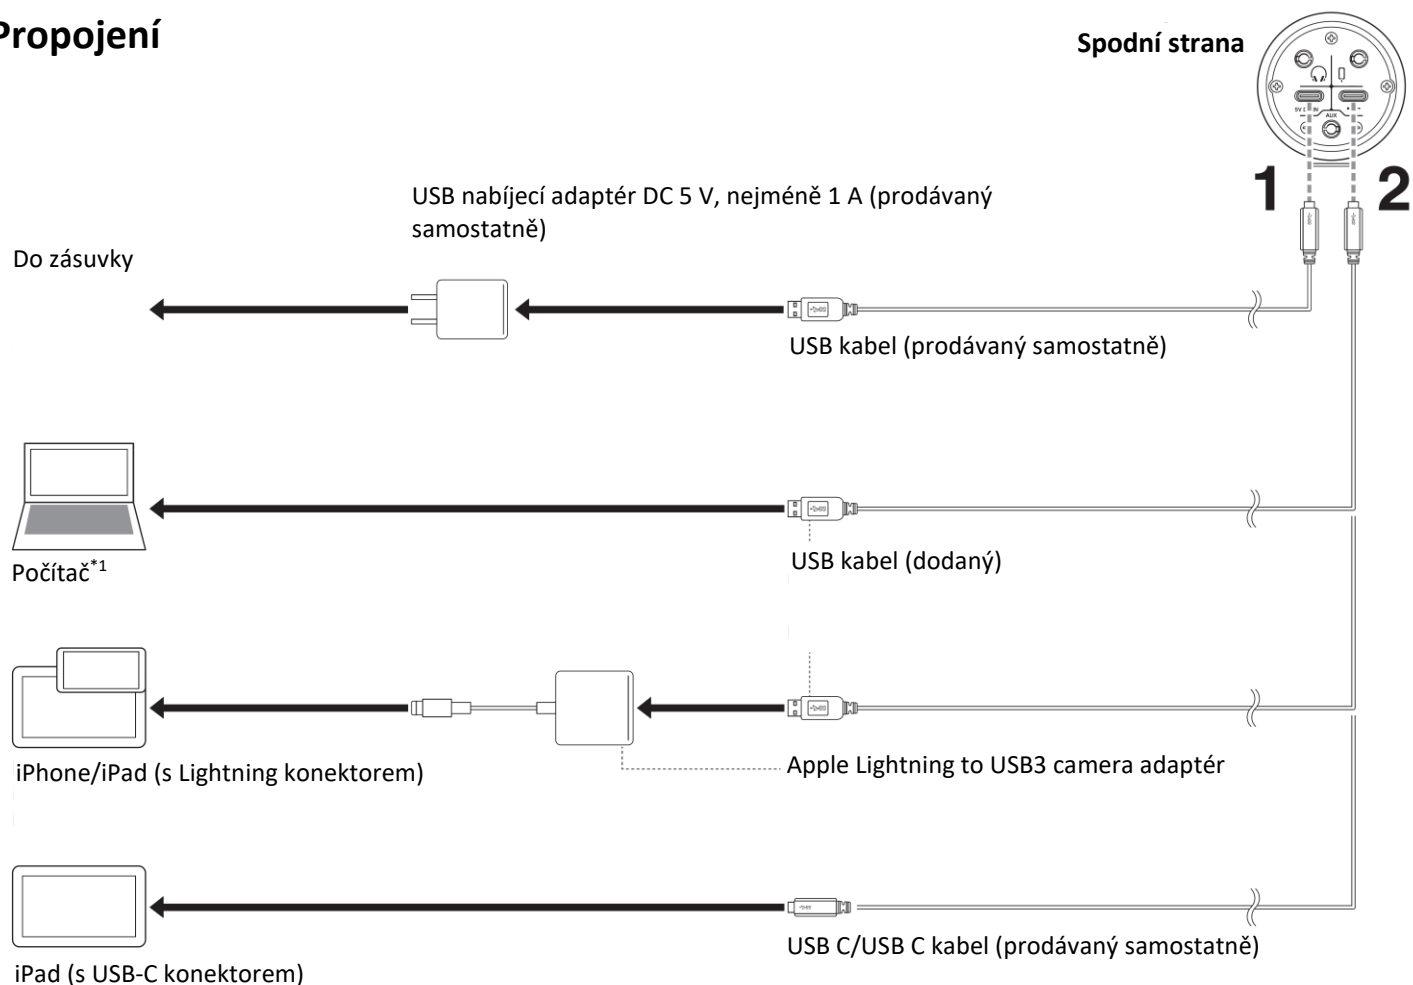 Propojení
Spodní strana
AUX
1
2
USB nabíjecí adaptér DC 5 V, nejméně 1 A (prodávaný
samostatně)
Do zásuvky
USB kabel (prodávaný samostatně)
Počítač*1
USB kabel (dodaný)
iPhone/iPad (s Lightning konektorem)
Apple Lightning to USB3 camera adaptér
USB C/USB C kabel (prodávaný samostatně)
iPad (s USB-C konektorem)